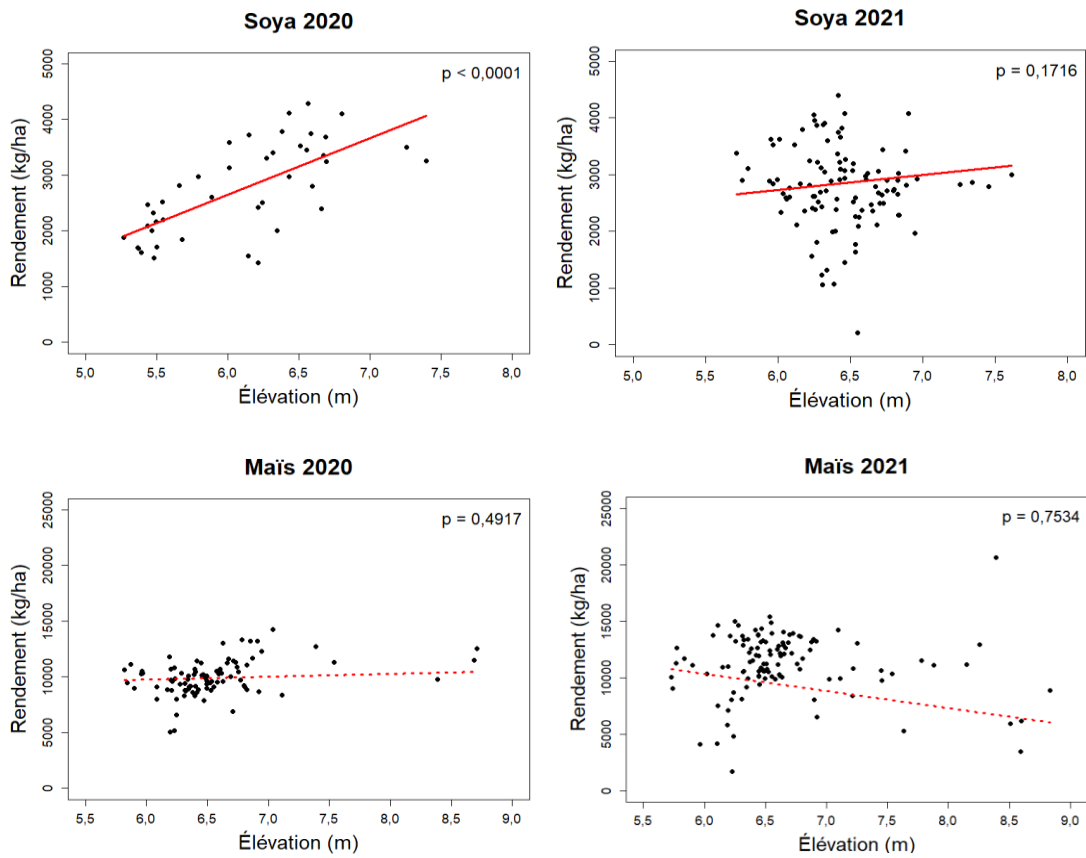 Soya 2020
p < 0,0001
Rendement (kg/ha)
5000
4000
3000
2000
1000
0
5,0 5,5 6,0 6,5 7,0 7,5 8,0
Élévation (m)
Soya 2021
p = 0,1716
Rendement (kg/ha)
5000
4000
3000
2000
1000
0
5,0 6,0 6,5 7,0 7,5 8,0
Élévation (m)
Maïs 2020
p = 0,4917
Rendement (kg/ha)
25000
20000
15000
10000
5000
0
5,5 6,0 6,5 7,0 7,5 8,0 8,5 9,0
Élévation (m)
Maïs 2021
p = 0,7534
Rendement (kg/ha)
25000
20000
15000
10000
5000
0
5,5 6,0 6,5 7,0 7,5 8,0 8,5 9,0
Élévation (m)